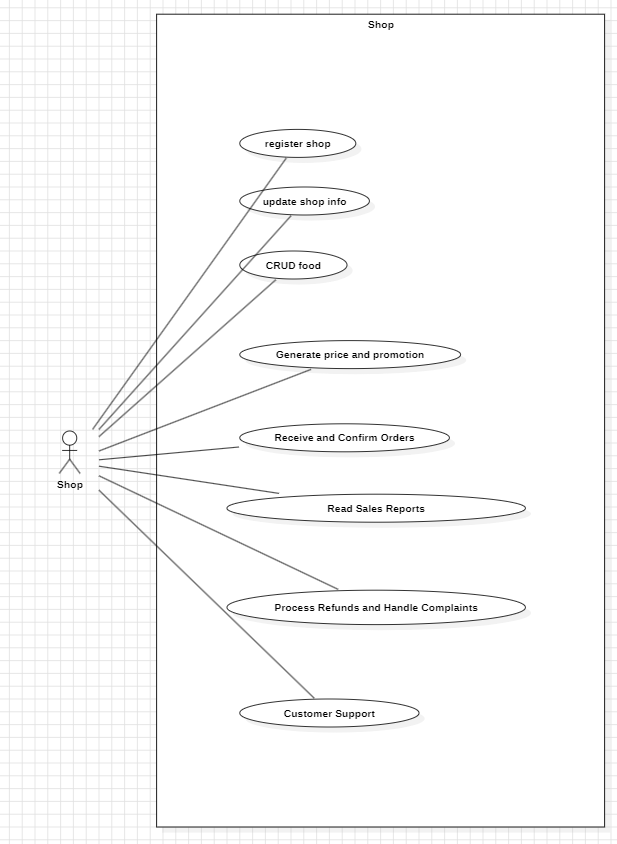 Shop
register shop
update shop info
CRUD food
Generate price and promotion
Receive and Confirm Orders
Shop
Read Sales Reports
Process Refunds and Handle Complaints
Customer Support